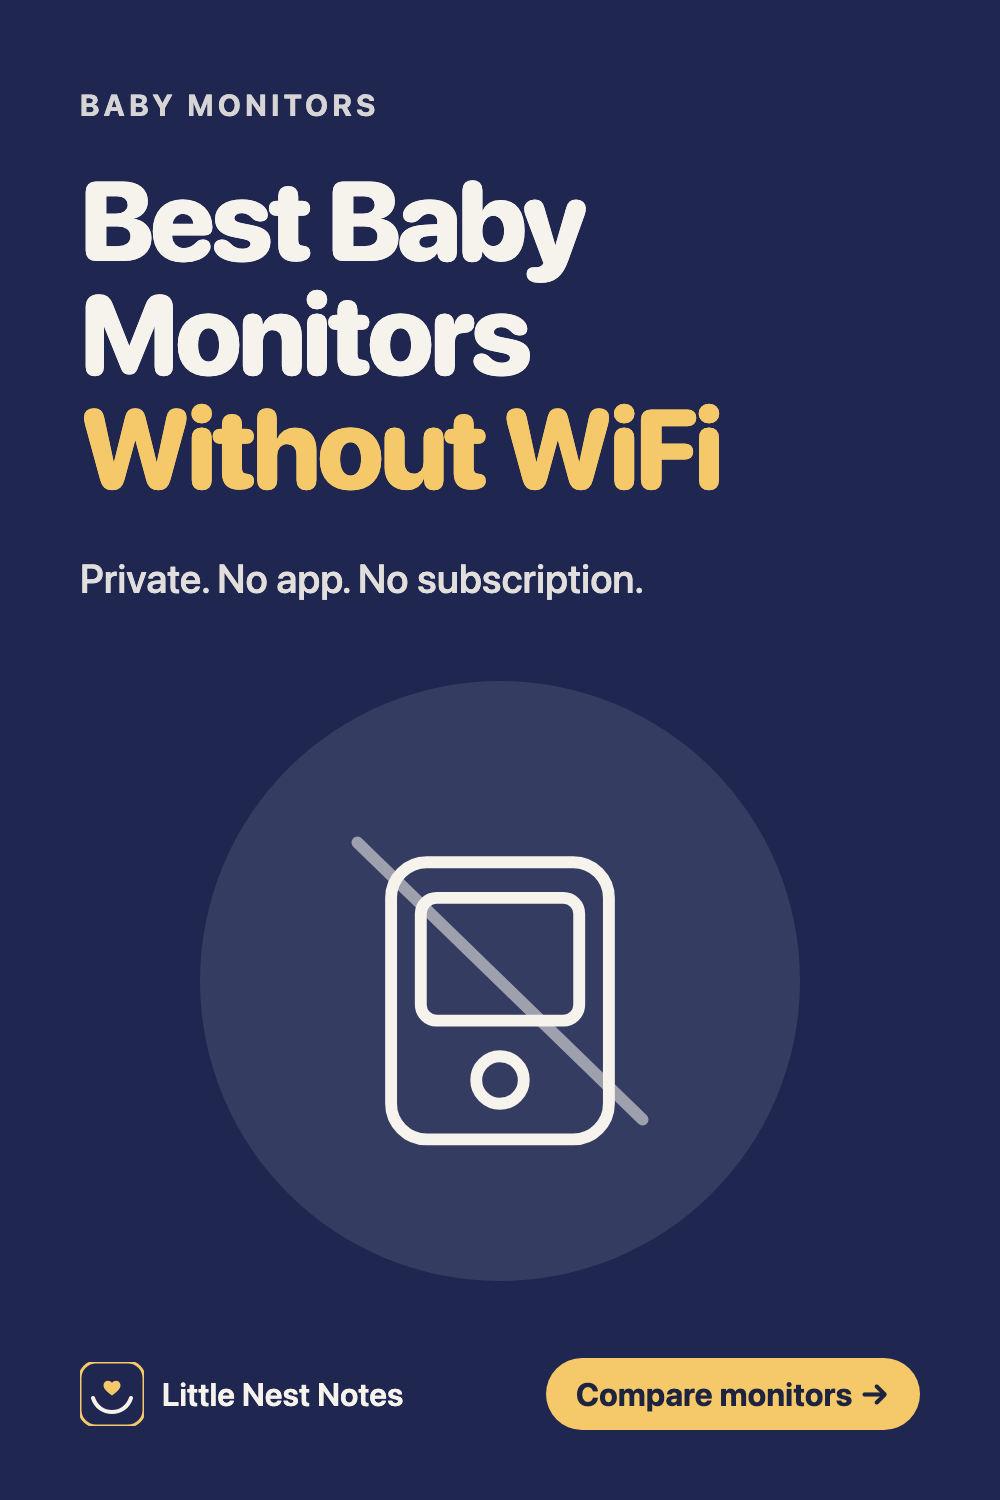 BABY MONITORS
Best Baby
Monitors
Without WiFi
Private. No app. No subscription.
Little Nest Notes
Compare monitors →